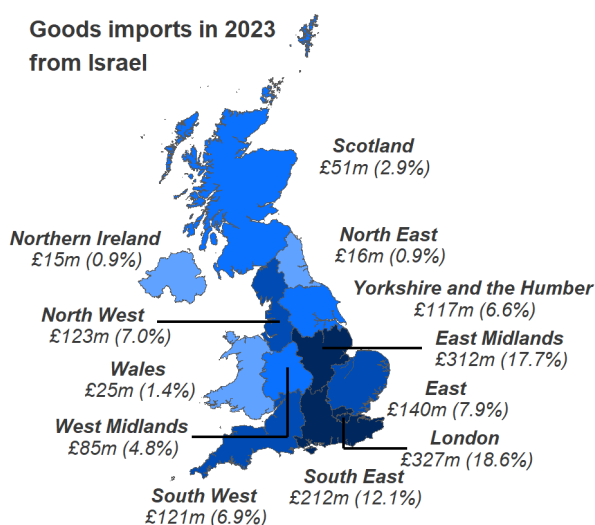 Goods imports in 2023
from Israel
Scotland
£51m (2.9%)
Northern Ireland
£15m (0.9%)
North East
£16m (0.9%)
Yorkshire and the Humber
£117m (6.6%)
North West
£123m (7.0%)
East Midlands
£312m (17.7%)
Wales
£25m (1.4%)
East
£140m (7.9%)
West Midlands
£85m (4.8%)
London
£327m (18.6%)
South East
£212m (12.1%)
South West
£121m (6.9%)